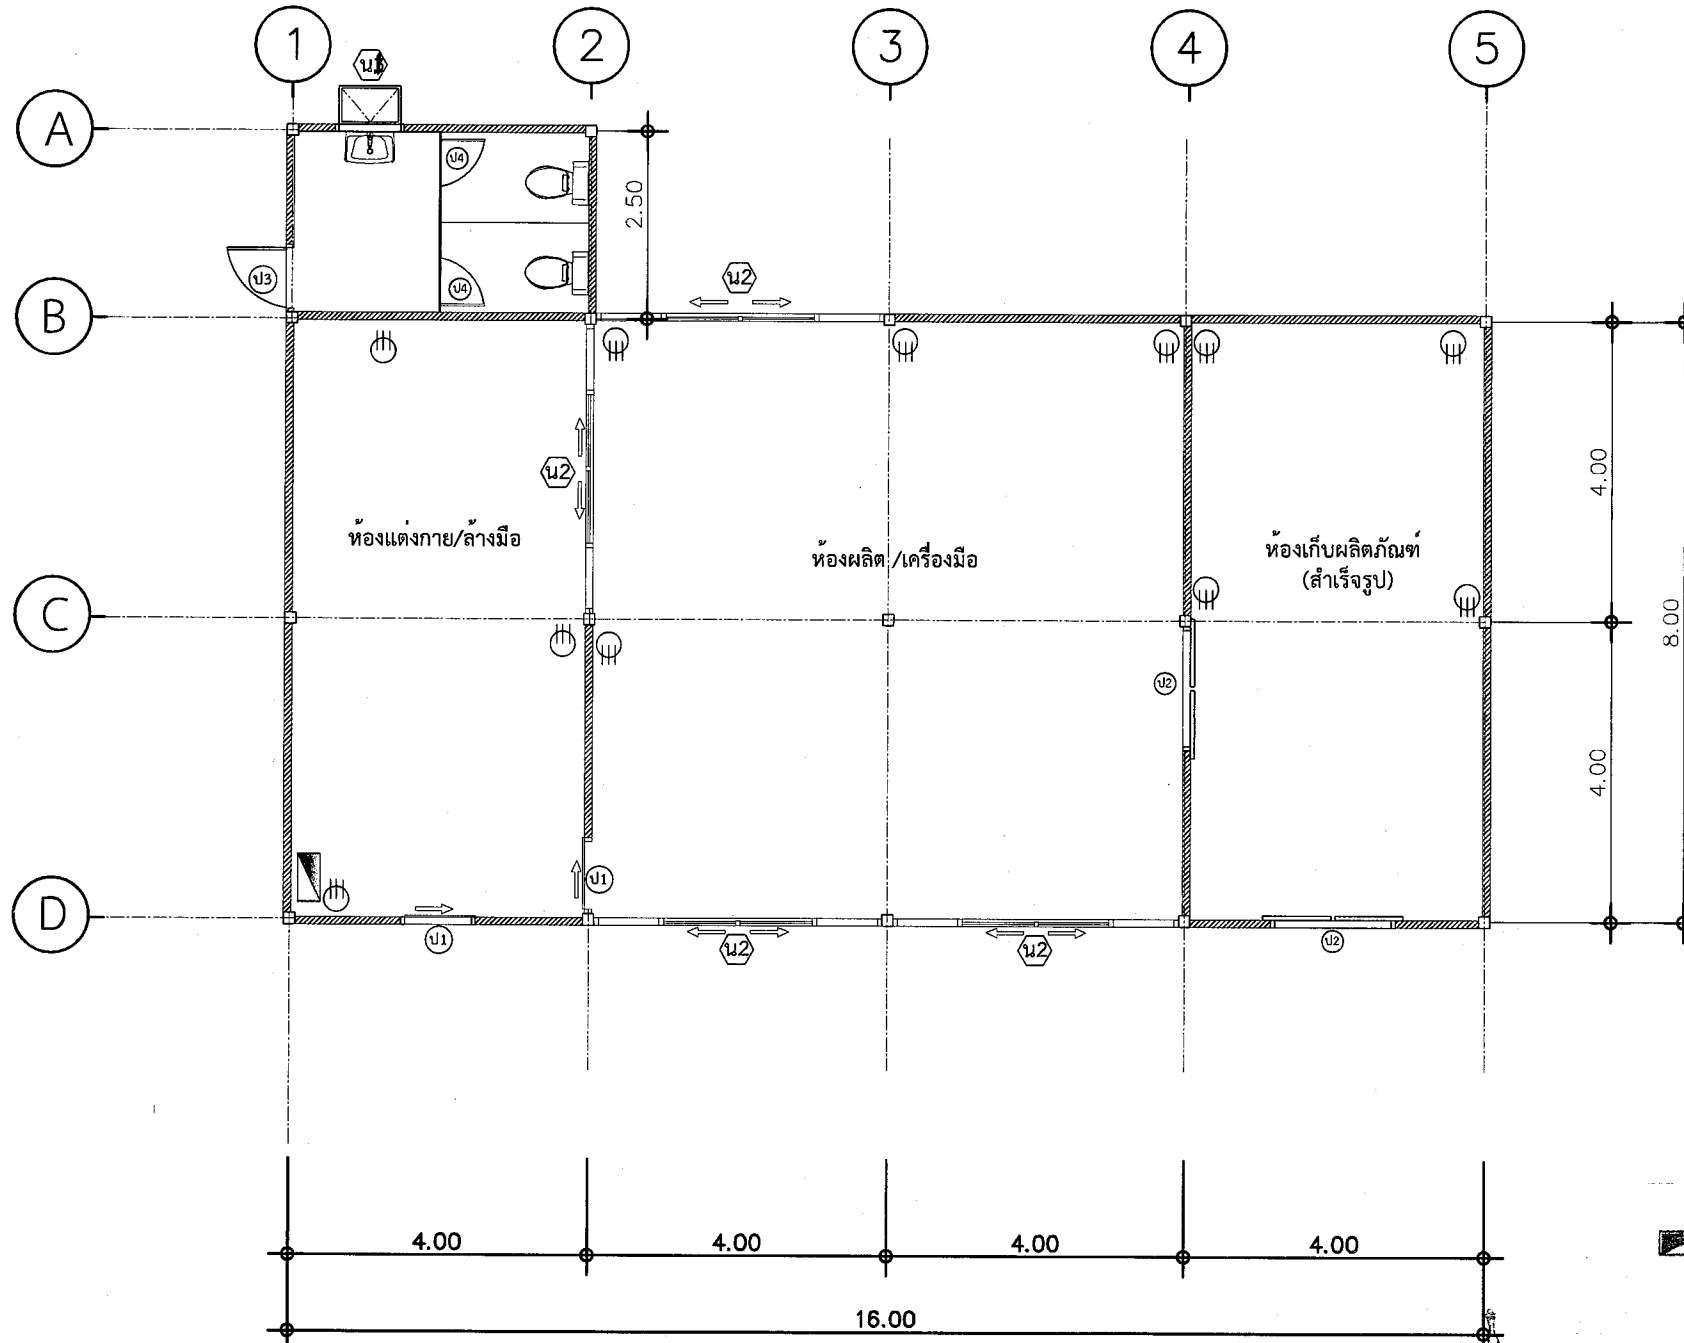 1 2 3 4 5
น1
A
ป4
2.50
ป3
ป4
B
น2
4.00
น2
ห้องแต่งกาย/ล้างมือ
ห้องผลิต/เครื่องมือ
ห้องเก็บผลิตภัณฑ์
(สำเร็จรูป)
C
8.00
ป2
4.00
ป1
D
ป1
น2
น2
ป2
4.00 4.00 4.00 4.00
16.00